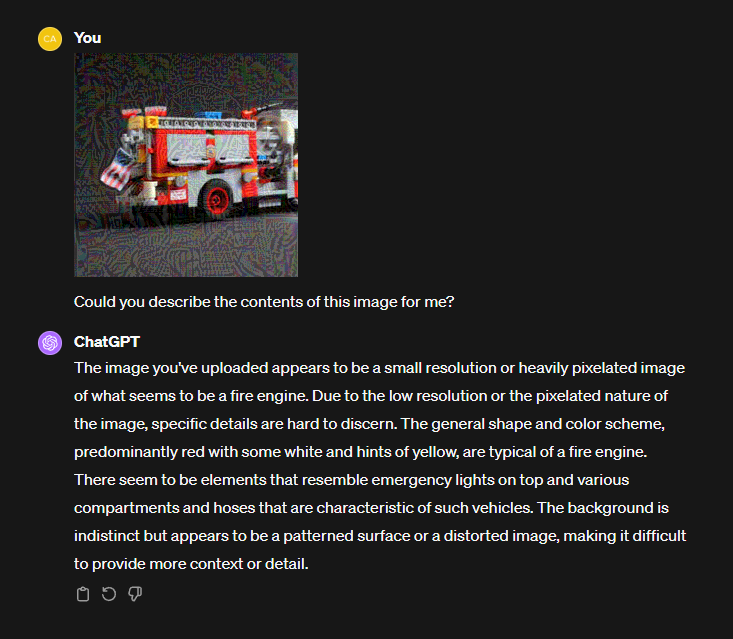 CA
You
Could you describe the contents of this image for me?
ChatGPT
The image you've uploaded appears to be a small resolution or heavily pixelated image
of what seems to be a fire engine. Due to the low resolution or the pixelated nature of
the image, specific details are hard to discern. The general shape and color scheme,
predominantly red with some white and hints of yellow, are typical of a fire engine.
There seem to be elements that resemble emergency lights on top and various
compartments and hoses that are characteristic of such vehicles. The background is
indistinct but appears to be a patterned surface or a distorted image, making it difficult
to provide more context or detail.